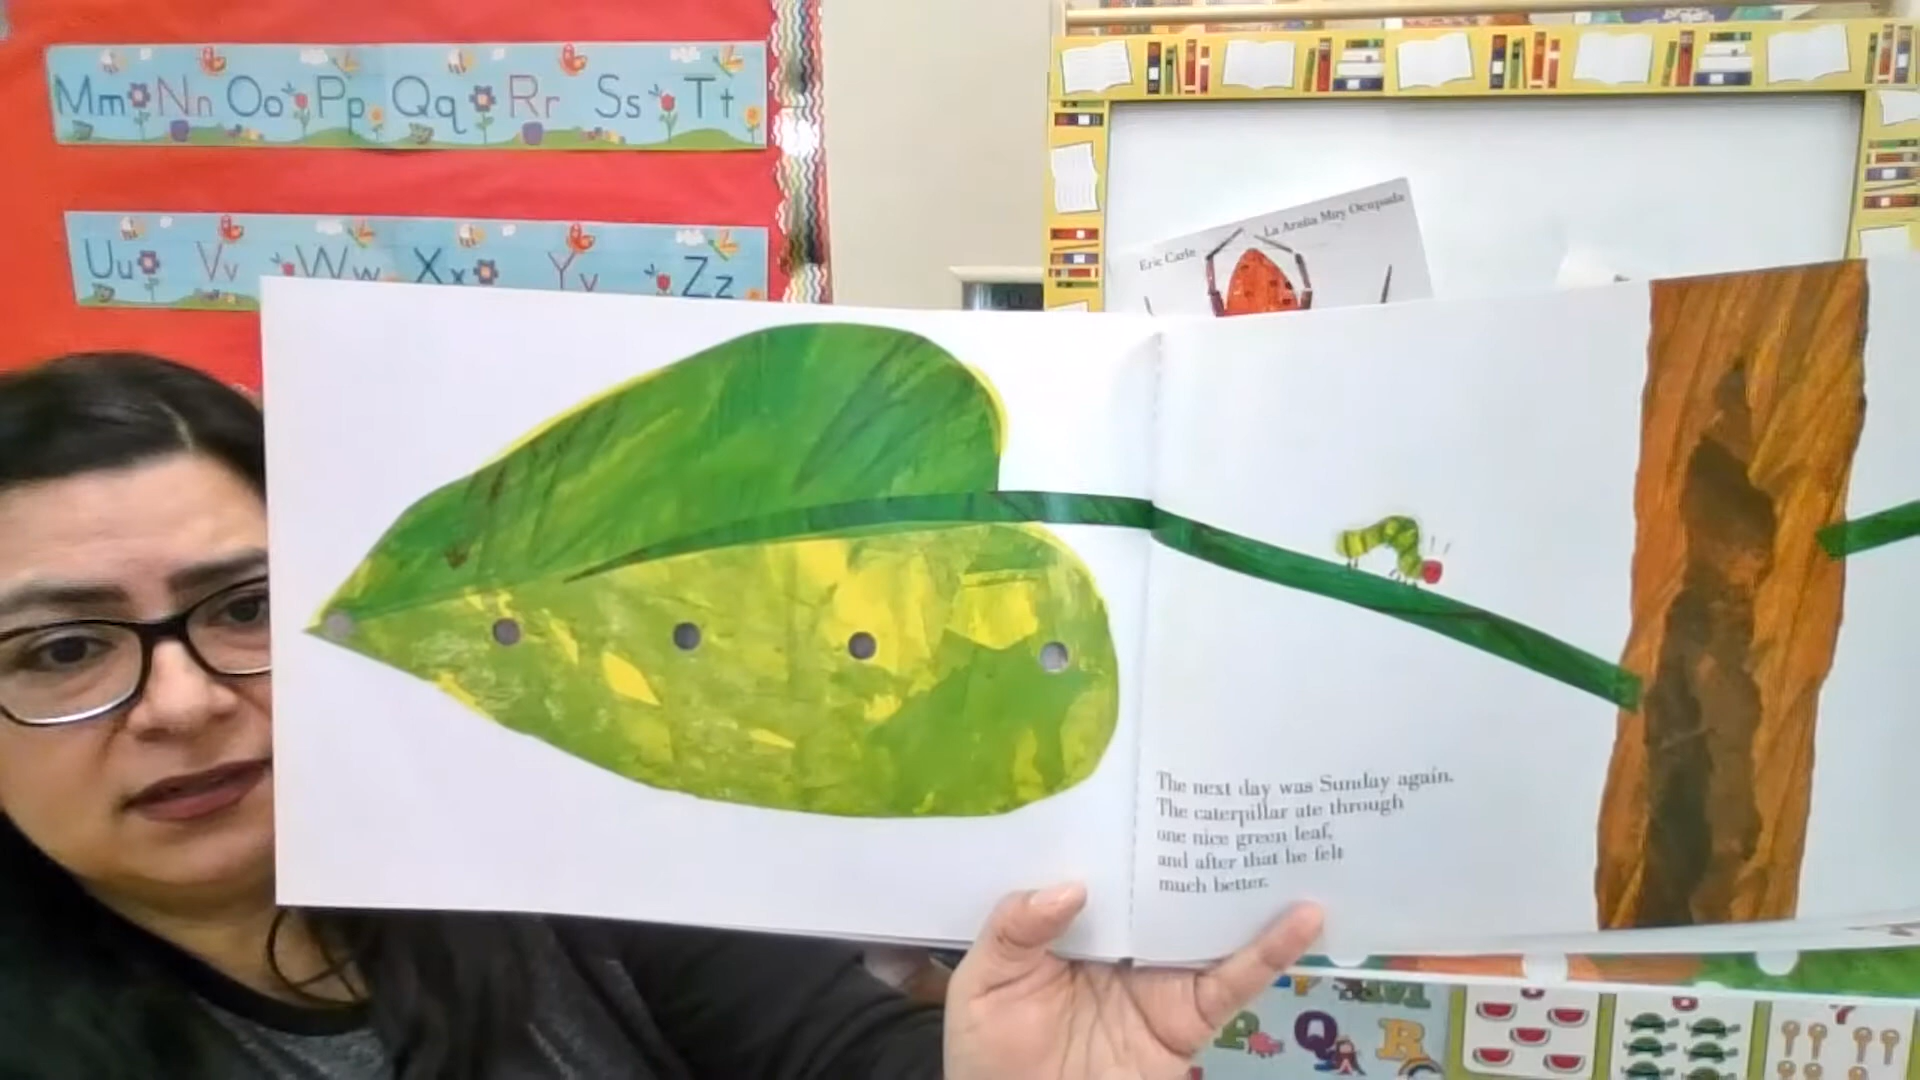 Mm Nn Oo Pp Qq Rr Ss Tt
Uu Vv Ww Xx Yy Zz
Eric Carle
La Araña Muy Ocupada
The next day was Sunday again.
The caterpillar ate through
one nice green leaf,
and after that he felt
much better.
P Q R